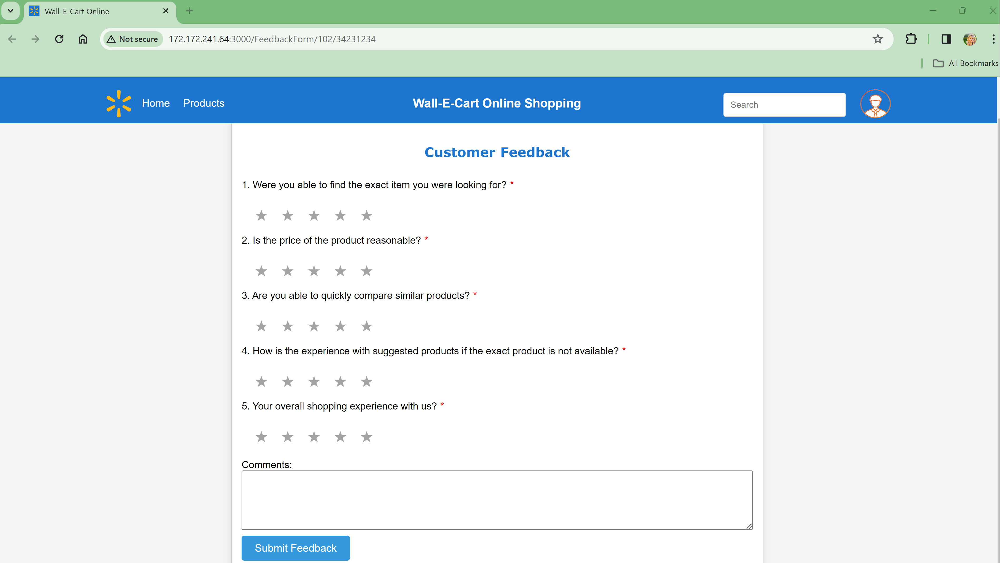 Wall-E-Cart Online
Not secure 172.172.241.64:3000/FeedbackForm/102/34231234
All Bookmarks
Home Products Wall-E-Cart Online Shopping Search
Customer Feedback
1. Were you able to find the exact item you were looking for? *
★ ★ ★ ★ ★
2. Is the price of the product reasonable? *
★ ★ ★ ★ ★
3. Are you able to quickly compare similar products? *
★ ★ ★ ★ ★
4. How is the experience with suggested products if the exact product is not available? *
★ ★ ★ ★ ★
5. Your overall shopping experience with us? *
★ ★ ★ ★ ★
Comments:
Submit Feedback